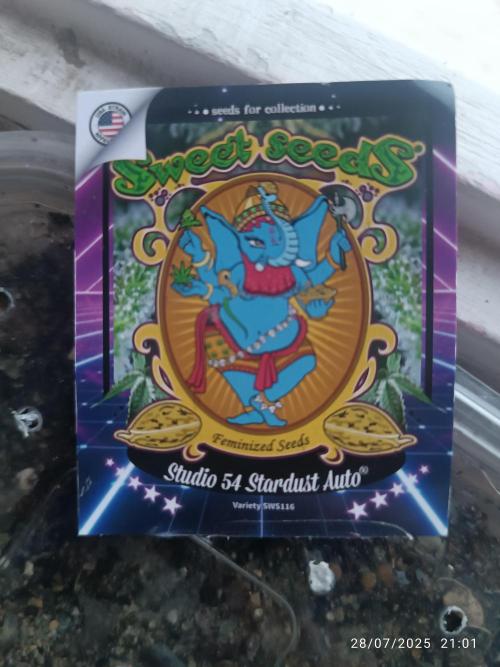 seeds for collection
Sweet seeds
Feminized Seeds
Studio 54 Stardust Auto®
Variety SWS116
28/07/2025 21:01